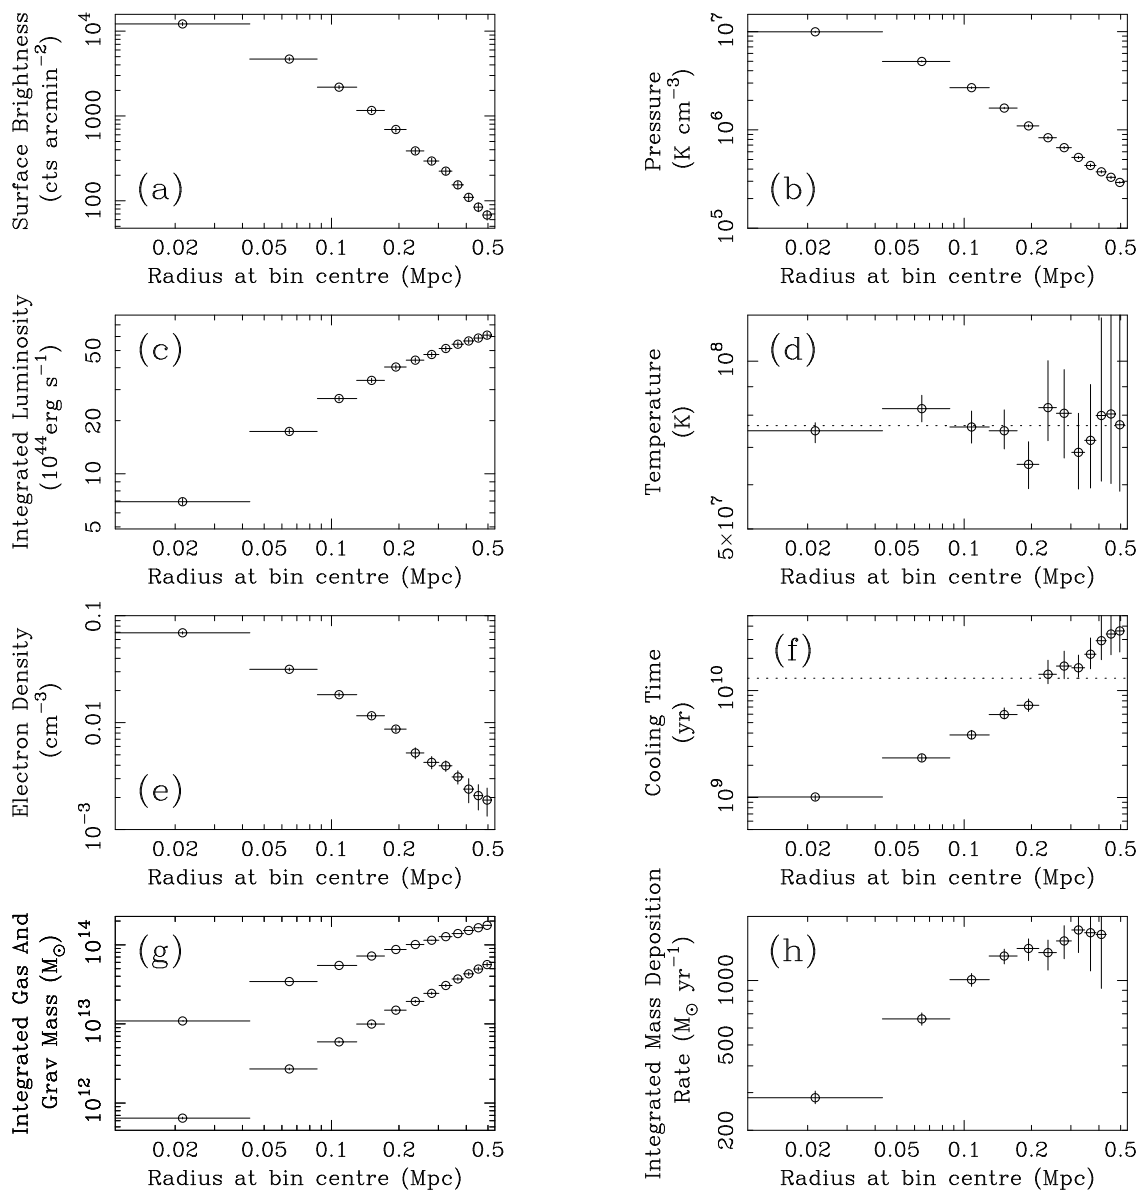 Surface Brightness
(cts arcmin⁻²)
10⁴
1000
100
(a)
0.02 0.05 0.1 0.2 0.5
Radius at bin centre (Mpc)
Pressure
(K cm⁻³)
10⁷
10⁶
10⁵
(b)
0.02 0.05 0.1 0.2 0.5
Radius at bin centre (Mpc)
Integrated Luminosity
(10⁴⁴erg s⁻¹)
50
20
10
5
(c)
0.02 0.05 0.1 0.2 0.5
Radius at bin centre (Mpc)
Temperature
(K)
10⁸
5×10⁷
(d)
0.02 0.05 0.1 0.2 0.5
Radius at bin centre (Mpc)
Electron Density
(cm⁻³)
0.1
0.01
10⁻³
(e)
0.02 0.05 0.1 0.2 0.5
Radius at bin centre (Mpc)
Cooling Time
(yr)
10¹⁰
10⁹
(f)
0.02 0.05 0.1 0.2 0.5
Radius at bin centre (Mpc)
Integrated Gas And
Grav Mass (M☉)
10¹⁴
10¹³
10¹²
(g)
0.02 0.05 0.1 0.2 0.5
Radius at bin centre (Mpc)
Integrated Mass Deposition
Rate (M☉ yr⁻¹)
1000
500
200
(h)
0.02 0.05 0.1 0.2 0.5
Radius at bin centre (Mpc)